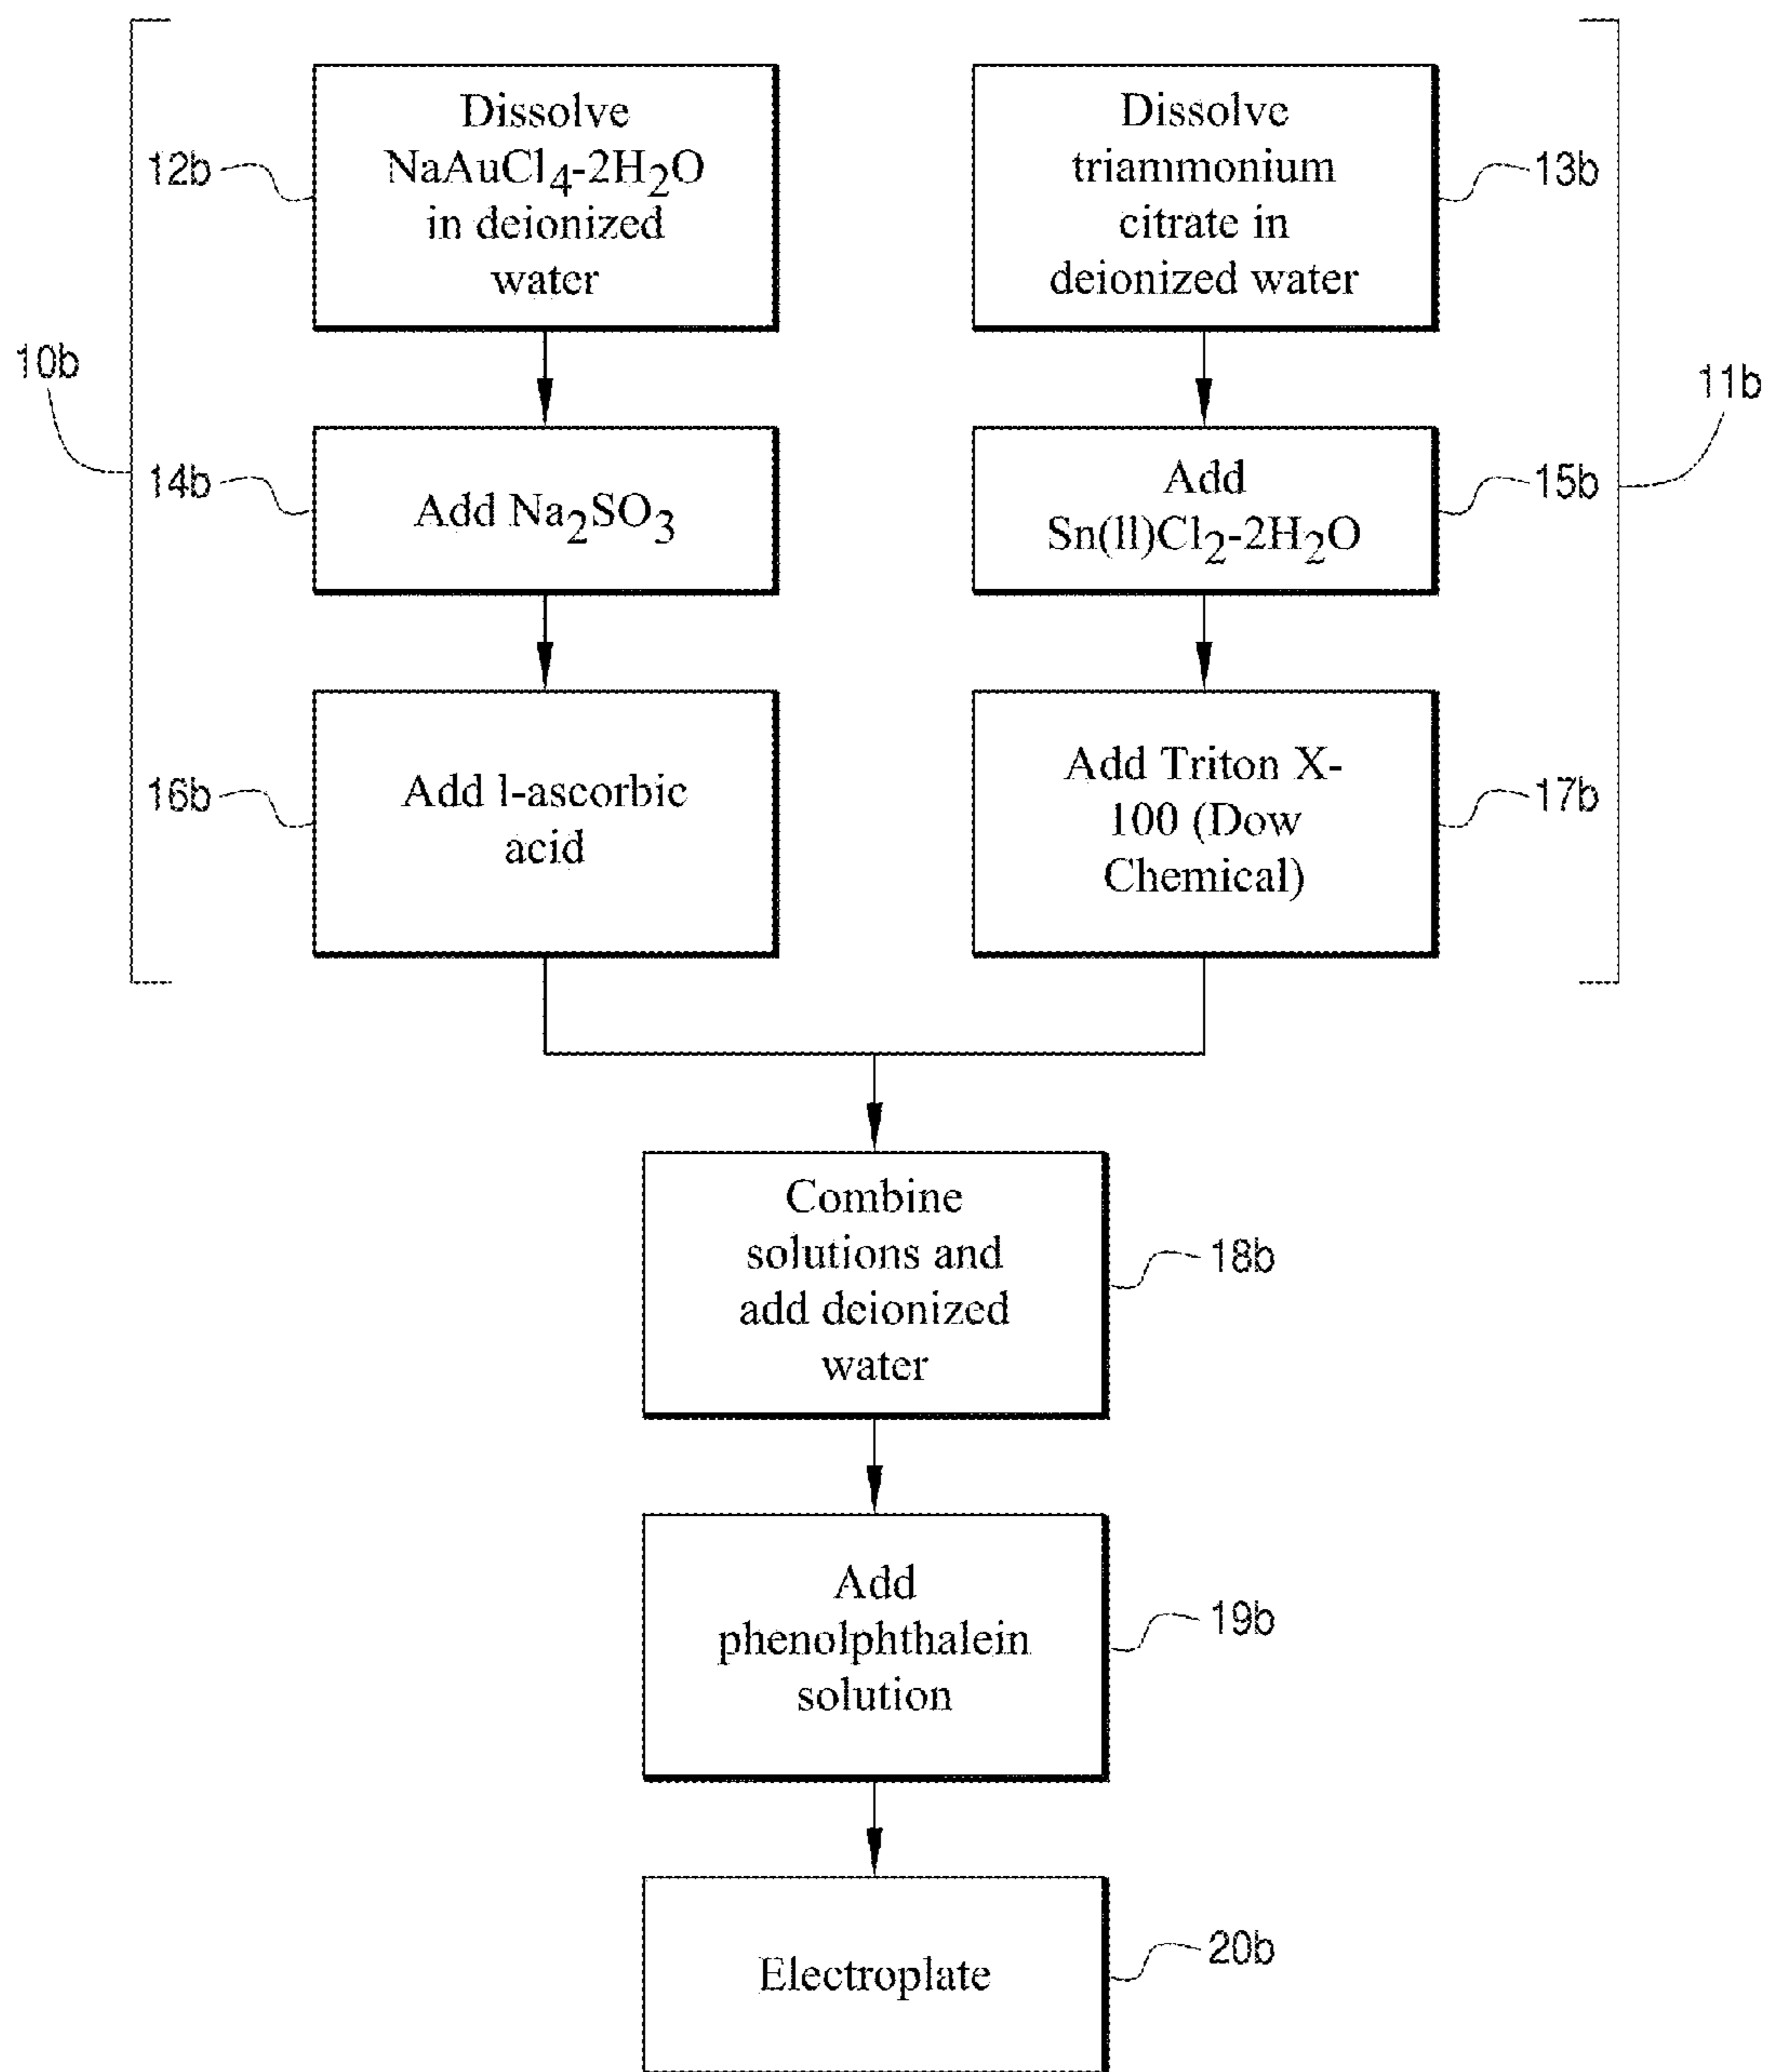 Dissolve
NaAuCl4-2H2O
in deionized
water
12b
Dissolve
triammonium
citrate in
deionized water
13b
10b
11b
14b
Add Na2SO3
Add
Sn(ll)Cl2-2H2O
15b
16b
Add l-ascorbic
acid
Add Triton X-
100 (Dow
Chemical)
17b
Combine
solutions and
add deionized
water
18b
Add
phenolphthalein
solution
19b
Electroplate
20b